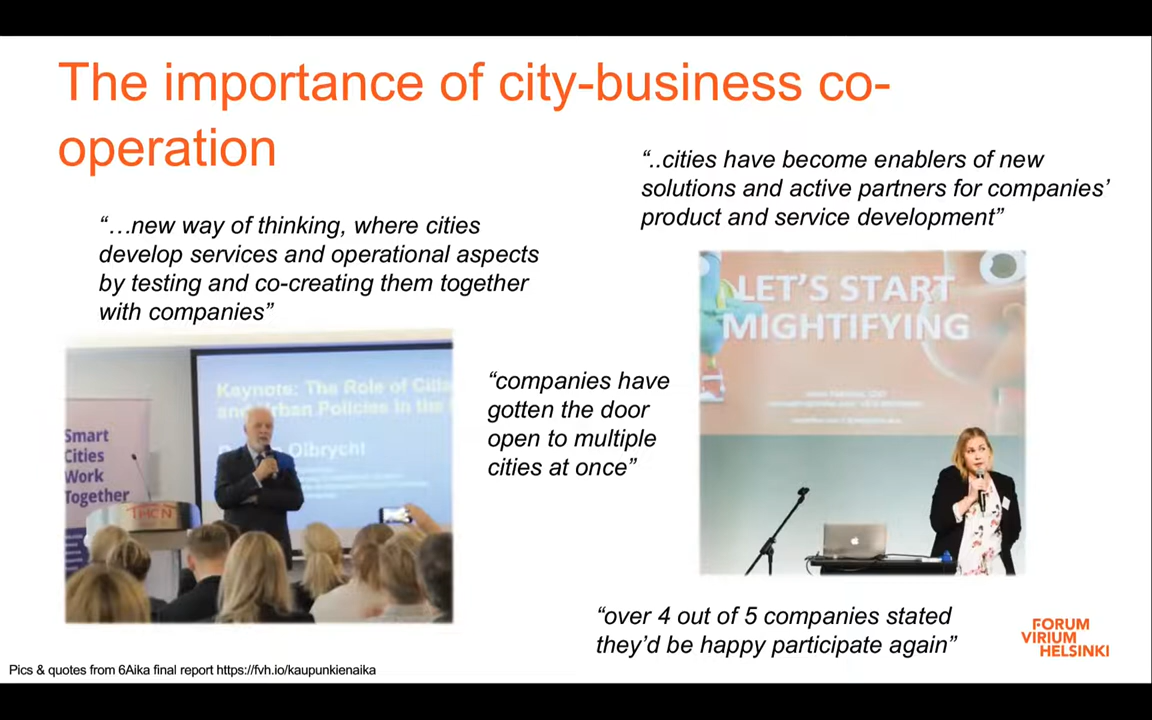 The importance of city-business co-
operation
“..cities have become enablers of new
solutions and active partners for companies’
product and service development”
“…new way of thinking, where cities
develop services and operational aspects
by testing and co-creating them together
with companies”
LET’S START
MIGHTIFYING
Keynote: The Role of Citie
and Urban Policies in the
Olbrycht
Smart
Cities
Work
Together
THCN
“companies have
gotten the door
open to multiple
cities at once”
“over 4 out of 5 companies stated
they’d be happy participate again”
FORUM
VIRIUM
HELSINKI
Pics & quotes from 6Aika final report https://fvh.io/kaupunkienaika